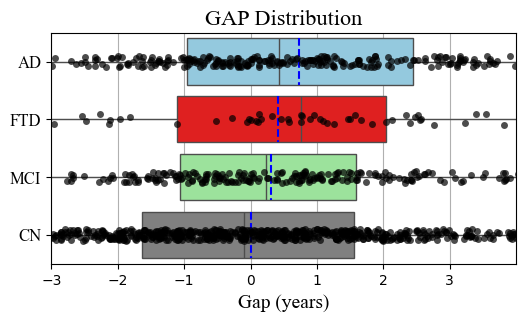 GAP Distribution
AD
FTD
MCI
CN
−3 −2 −1 0 1 2 3
Gap (years)